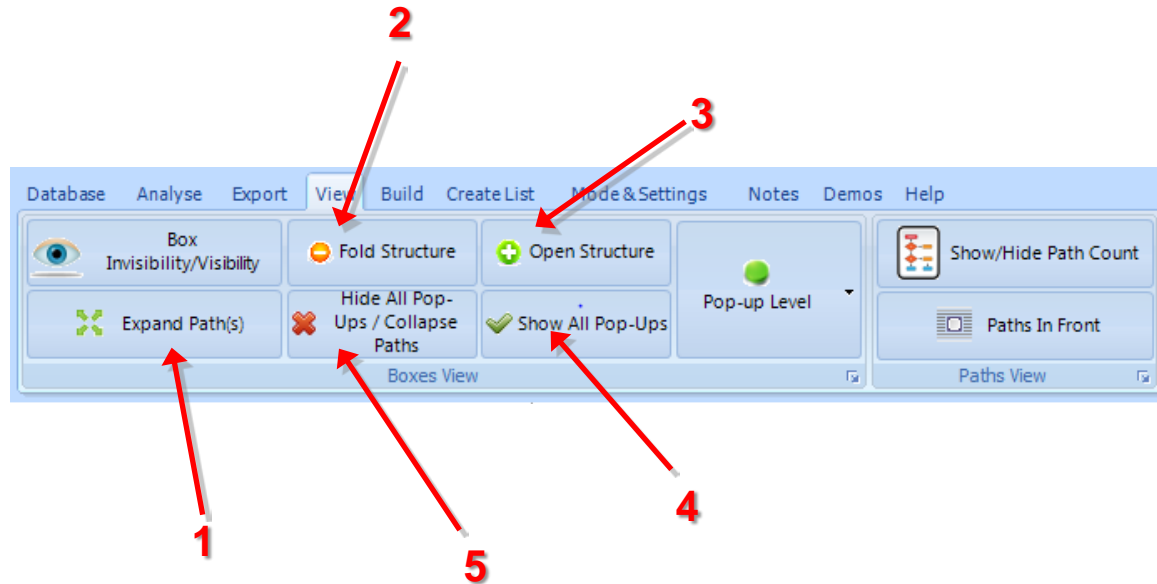 2
3
Database Analyse Export View Build Create List Mode & Settings Notes Demos Help
Box
Invisibility/Visibility
Fold Structure
Open Structure
Pop-up Level
Show/Hide Path Count
Expand Path(s)
Hide All Pop-
Ups / Collapse
Paths
Show All Pop-Ups
Paths In Front
Boxes View
Paths View
1
5
4